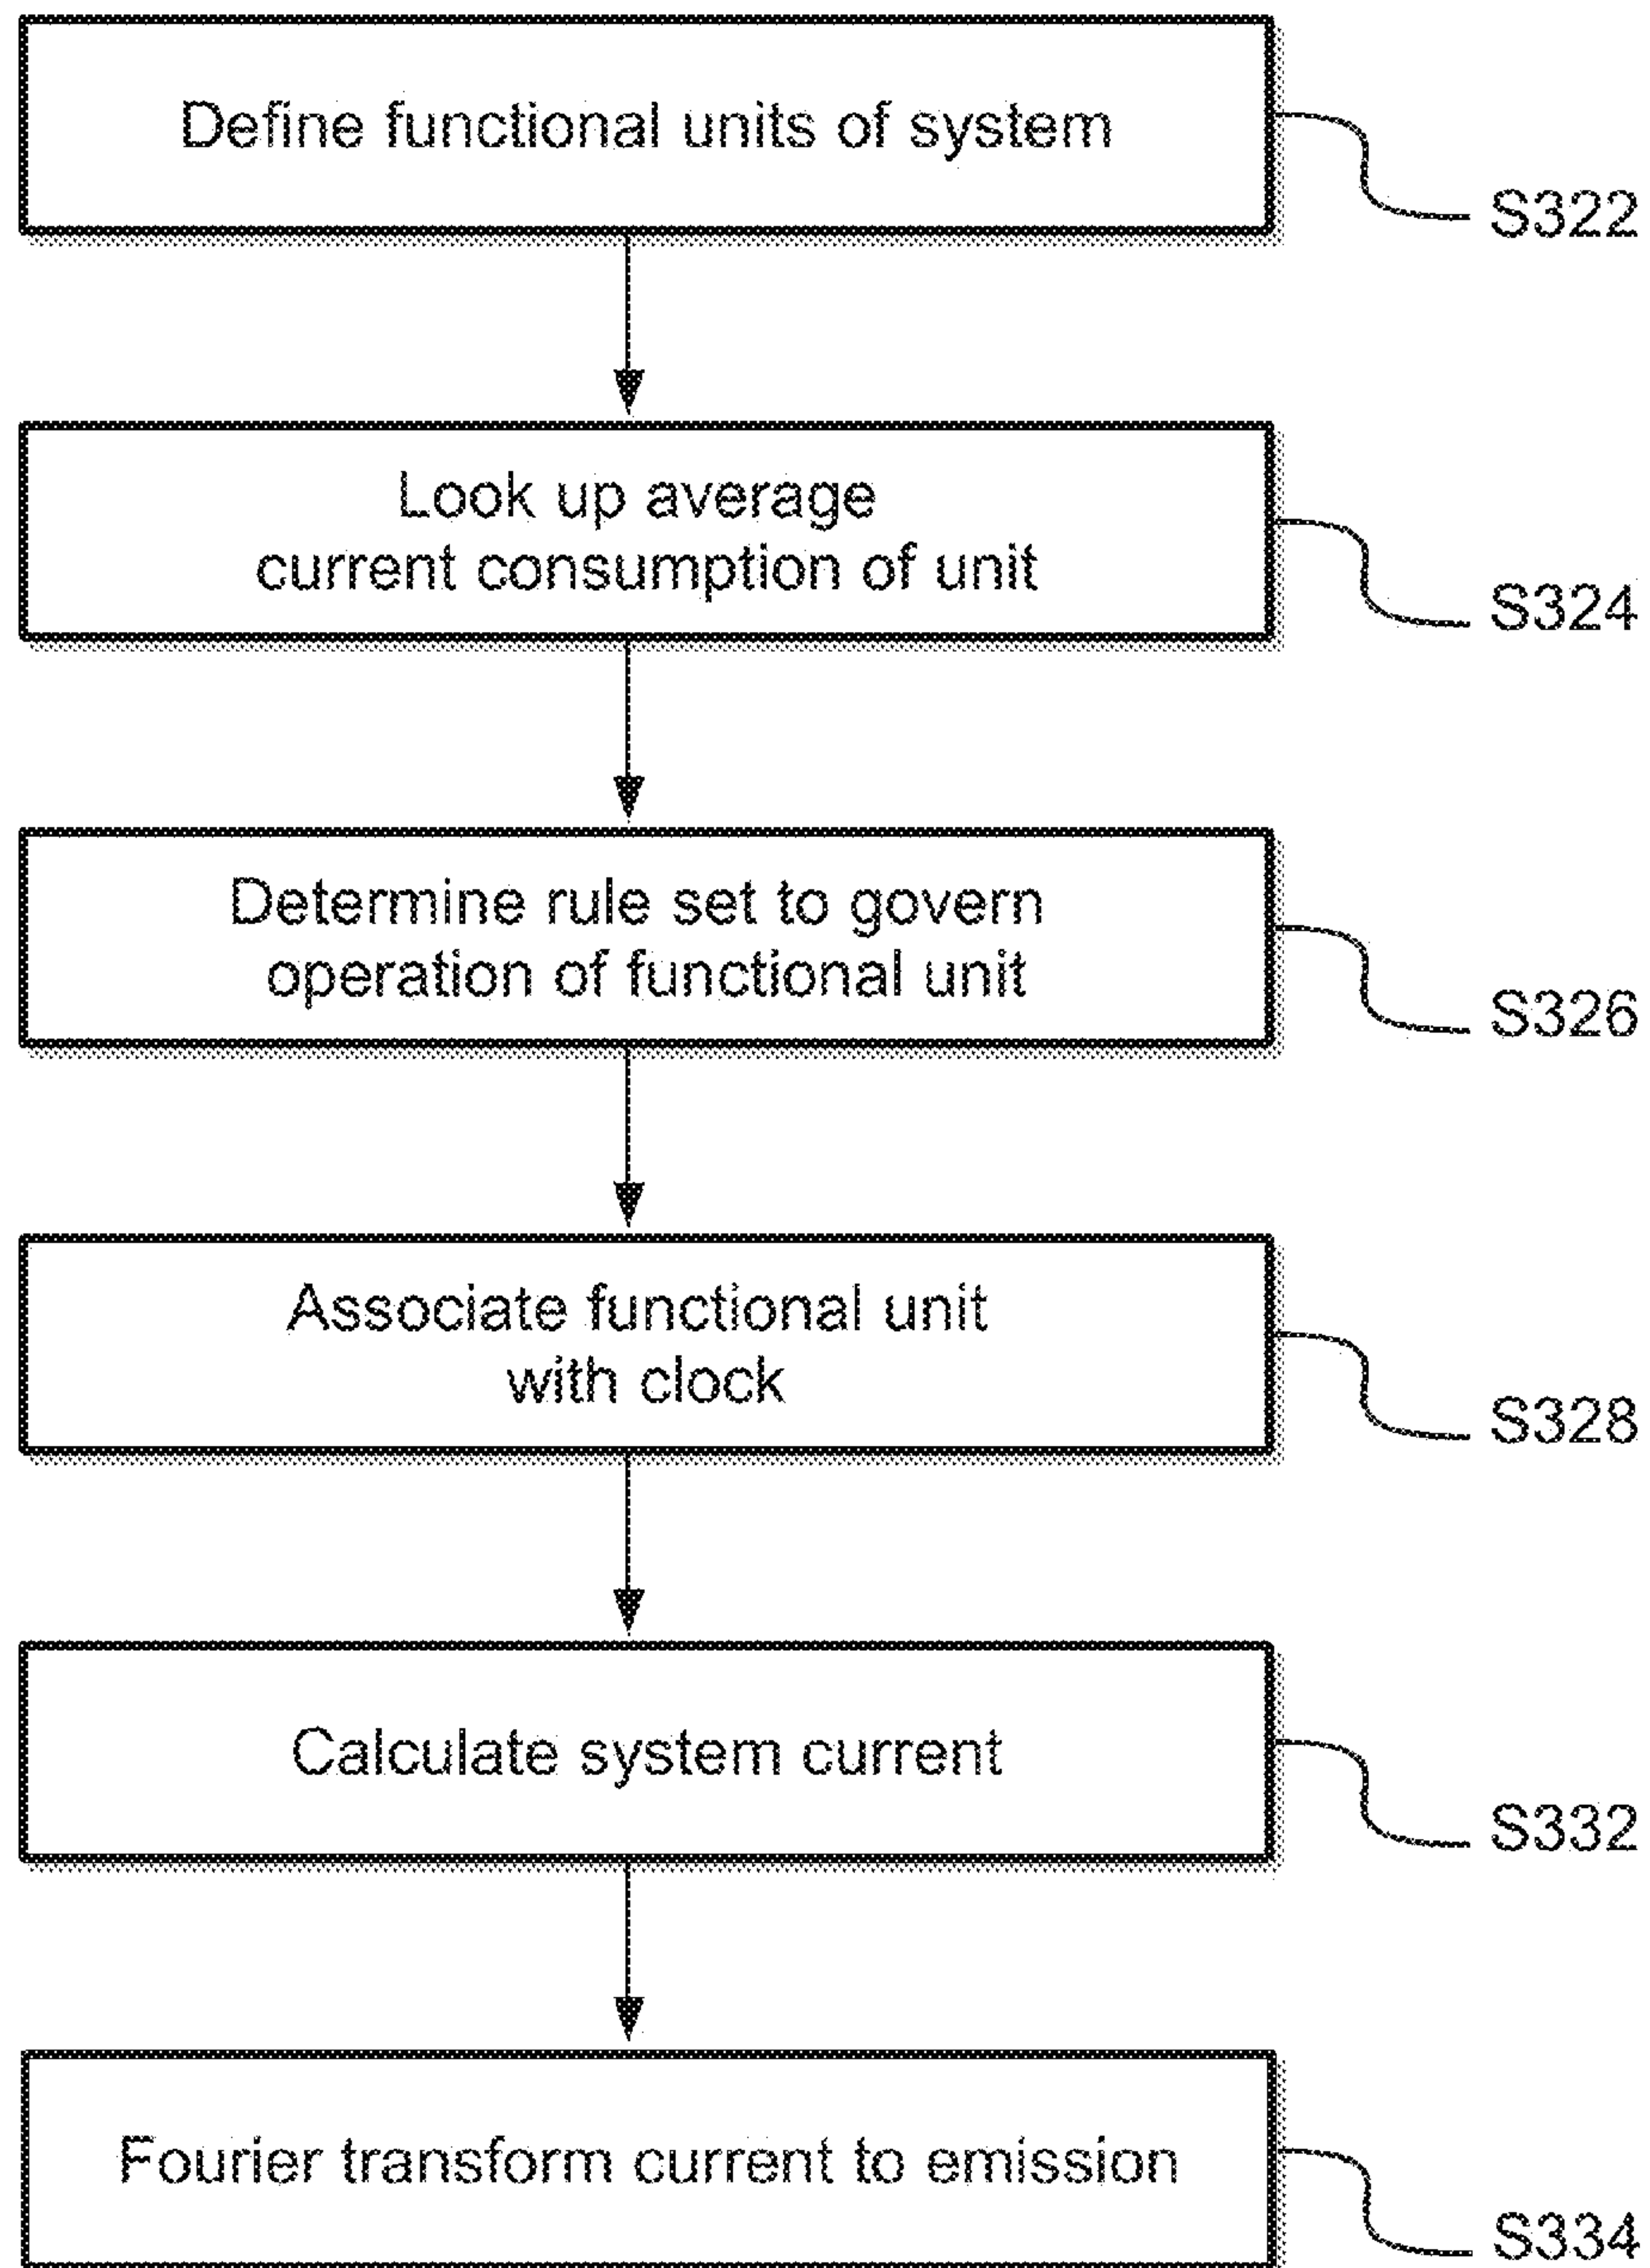 Define functional units of system
S322
Look up average
current consumption of unit
S324
Determine rule set to govern
operation of functional unit
S326
Associate functional unit
with clock
S328
Calculate system current
S332
Fourier transform current to emission
S334